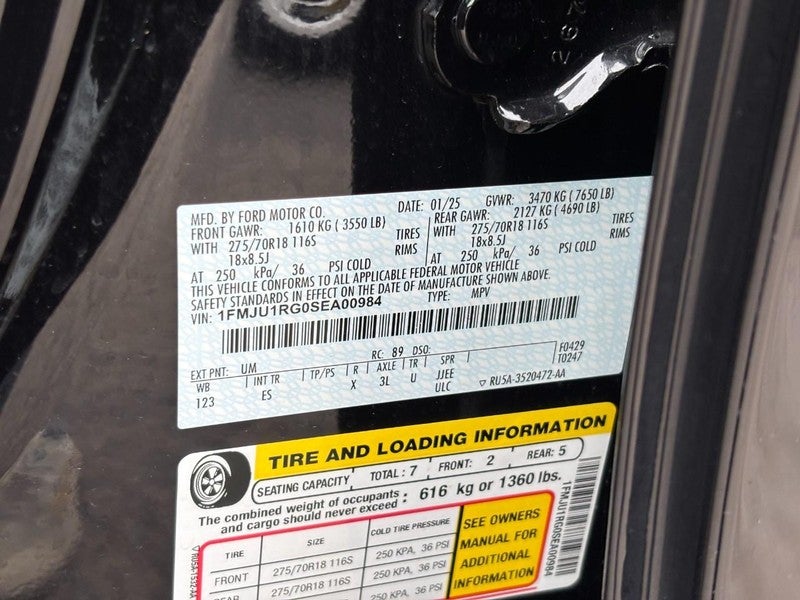 MFD. BY FORD MOTOR CO.
DATE: 01/25 GVWR: 3470 KG ( 7650 LB)
FRONT GAWR: 1610 KG ( 3550 LB) REAR GAWR: 2127 KG ( 4690 LB)
WITH 275/70R18 116S TIRES WITH 275/70R18 116S TIRES
18x8.5J RIMS 18x8.5J RIMS
AT 250 kPa/ 36 PSI COLD AT 250 kPa/ 36 PSI COLD
THIS VEHICLE CONFORMS TO ALL APPLICABLE FEDERAL MOTOR VEHICLE
SAFETY STANDARDS IN EFFECT ON THE DATE OF MANUFACTURE SHOWN ABOVE.
VIN: 1FMJU1RG0SEA00984 TYPE: MPV
EXT PNT: UM RC: 89 DSO: F0429
WB INT TR TP/PS R AXLE TR SPR T0247
123 ES X 3L U JJEE
ULC ▽ RU5A-3520472-AA
TIRE AND LOADING INFORMATION
SEATING CAPACITY TOTAL : 7 FRONT: 2 REAR: 5
The combined weight of occupants
and cargo should never exceed : 616 kg or 1360 lbs.
TIRE SIZE COLD TIRE PRESSURE
FRONT 275/70R18 116S 250 KPA, 36 PSI
275/70R18 116S 250 KPA, 36 PSI
SEE OWNERS
MANUAL FOR
ADDITIONAL
INFORMATION
1FMJU1RG0SEA00984